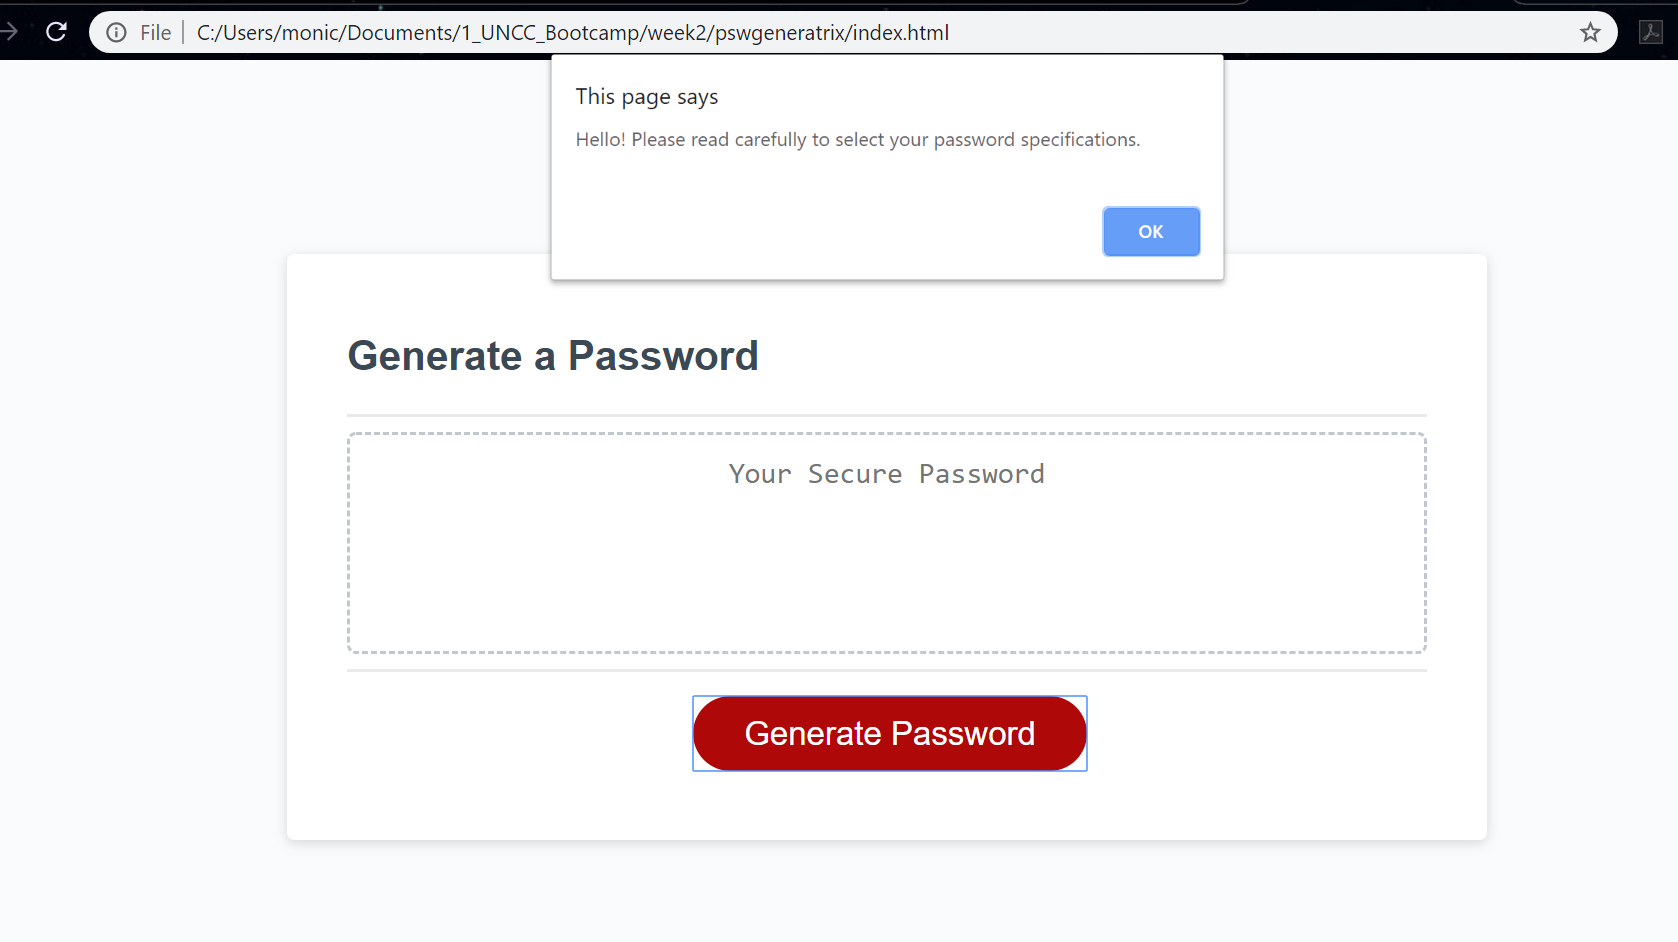 File C:/Users/monic/Documents/1_UNCC_Bootcamp/week2/pswgeneratrix/index.html
This page says
Hello! Please read carefully to select your password specifications.
OK
Generate a Password
Your Secure Password
Generate Password